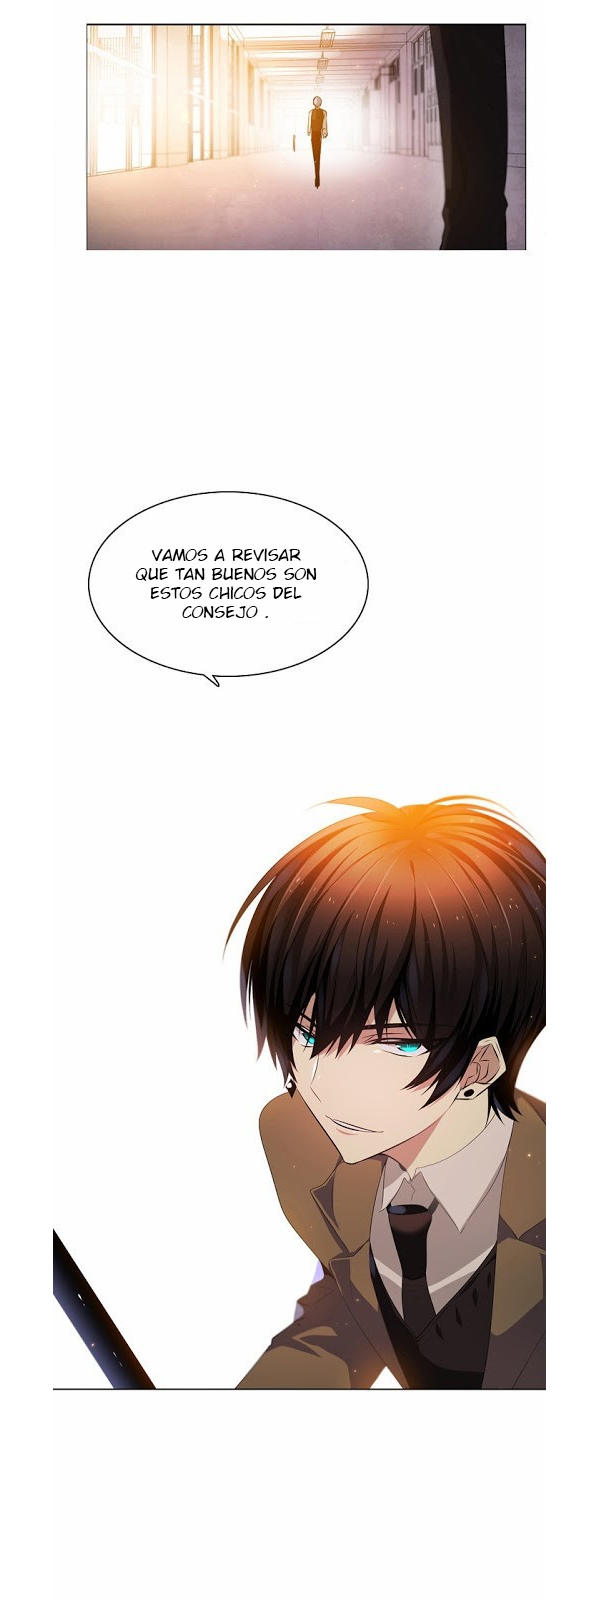 VAMOS A REVISAR
QUE TAN BUENOS SON
ESTOS CHICOS DEL
CONSEJO .